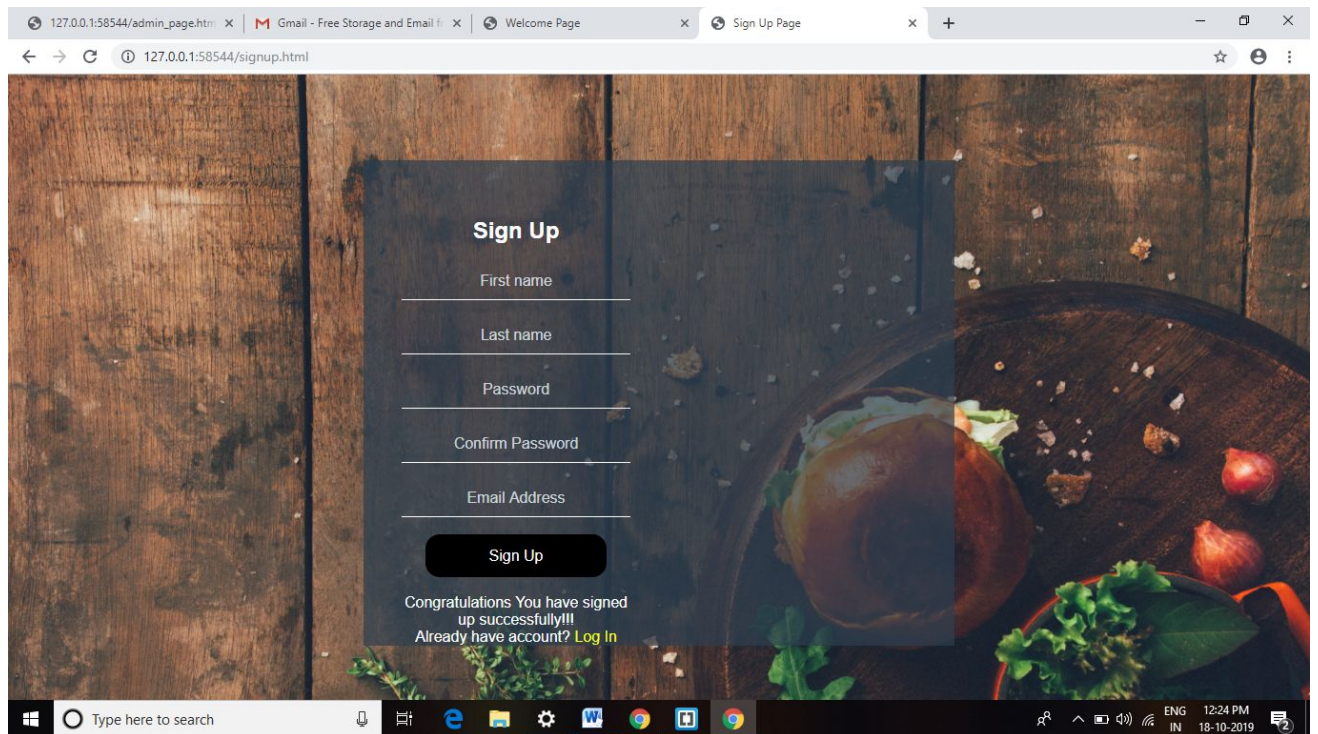 127.0.0.1:58544/admin_page.htm
Gmail - Free Storage and Email fr
Welcome Page
Sign Up Page
127.0.0.1:58544/signup.html
Sign Up
First name
Last name
Password
Confirm Password
Email Address
Sign Up
Congratulations You have signed
up successfully!!!
Already have account? Log In
Type here to search
ENG
IN
12:24 PM
18-10-2019
2